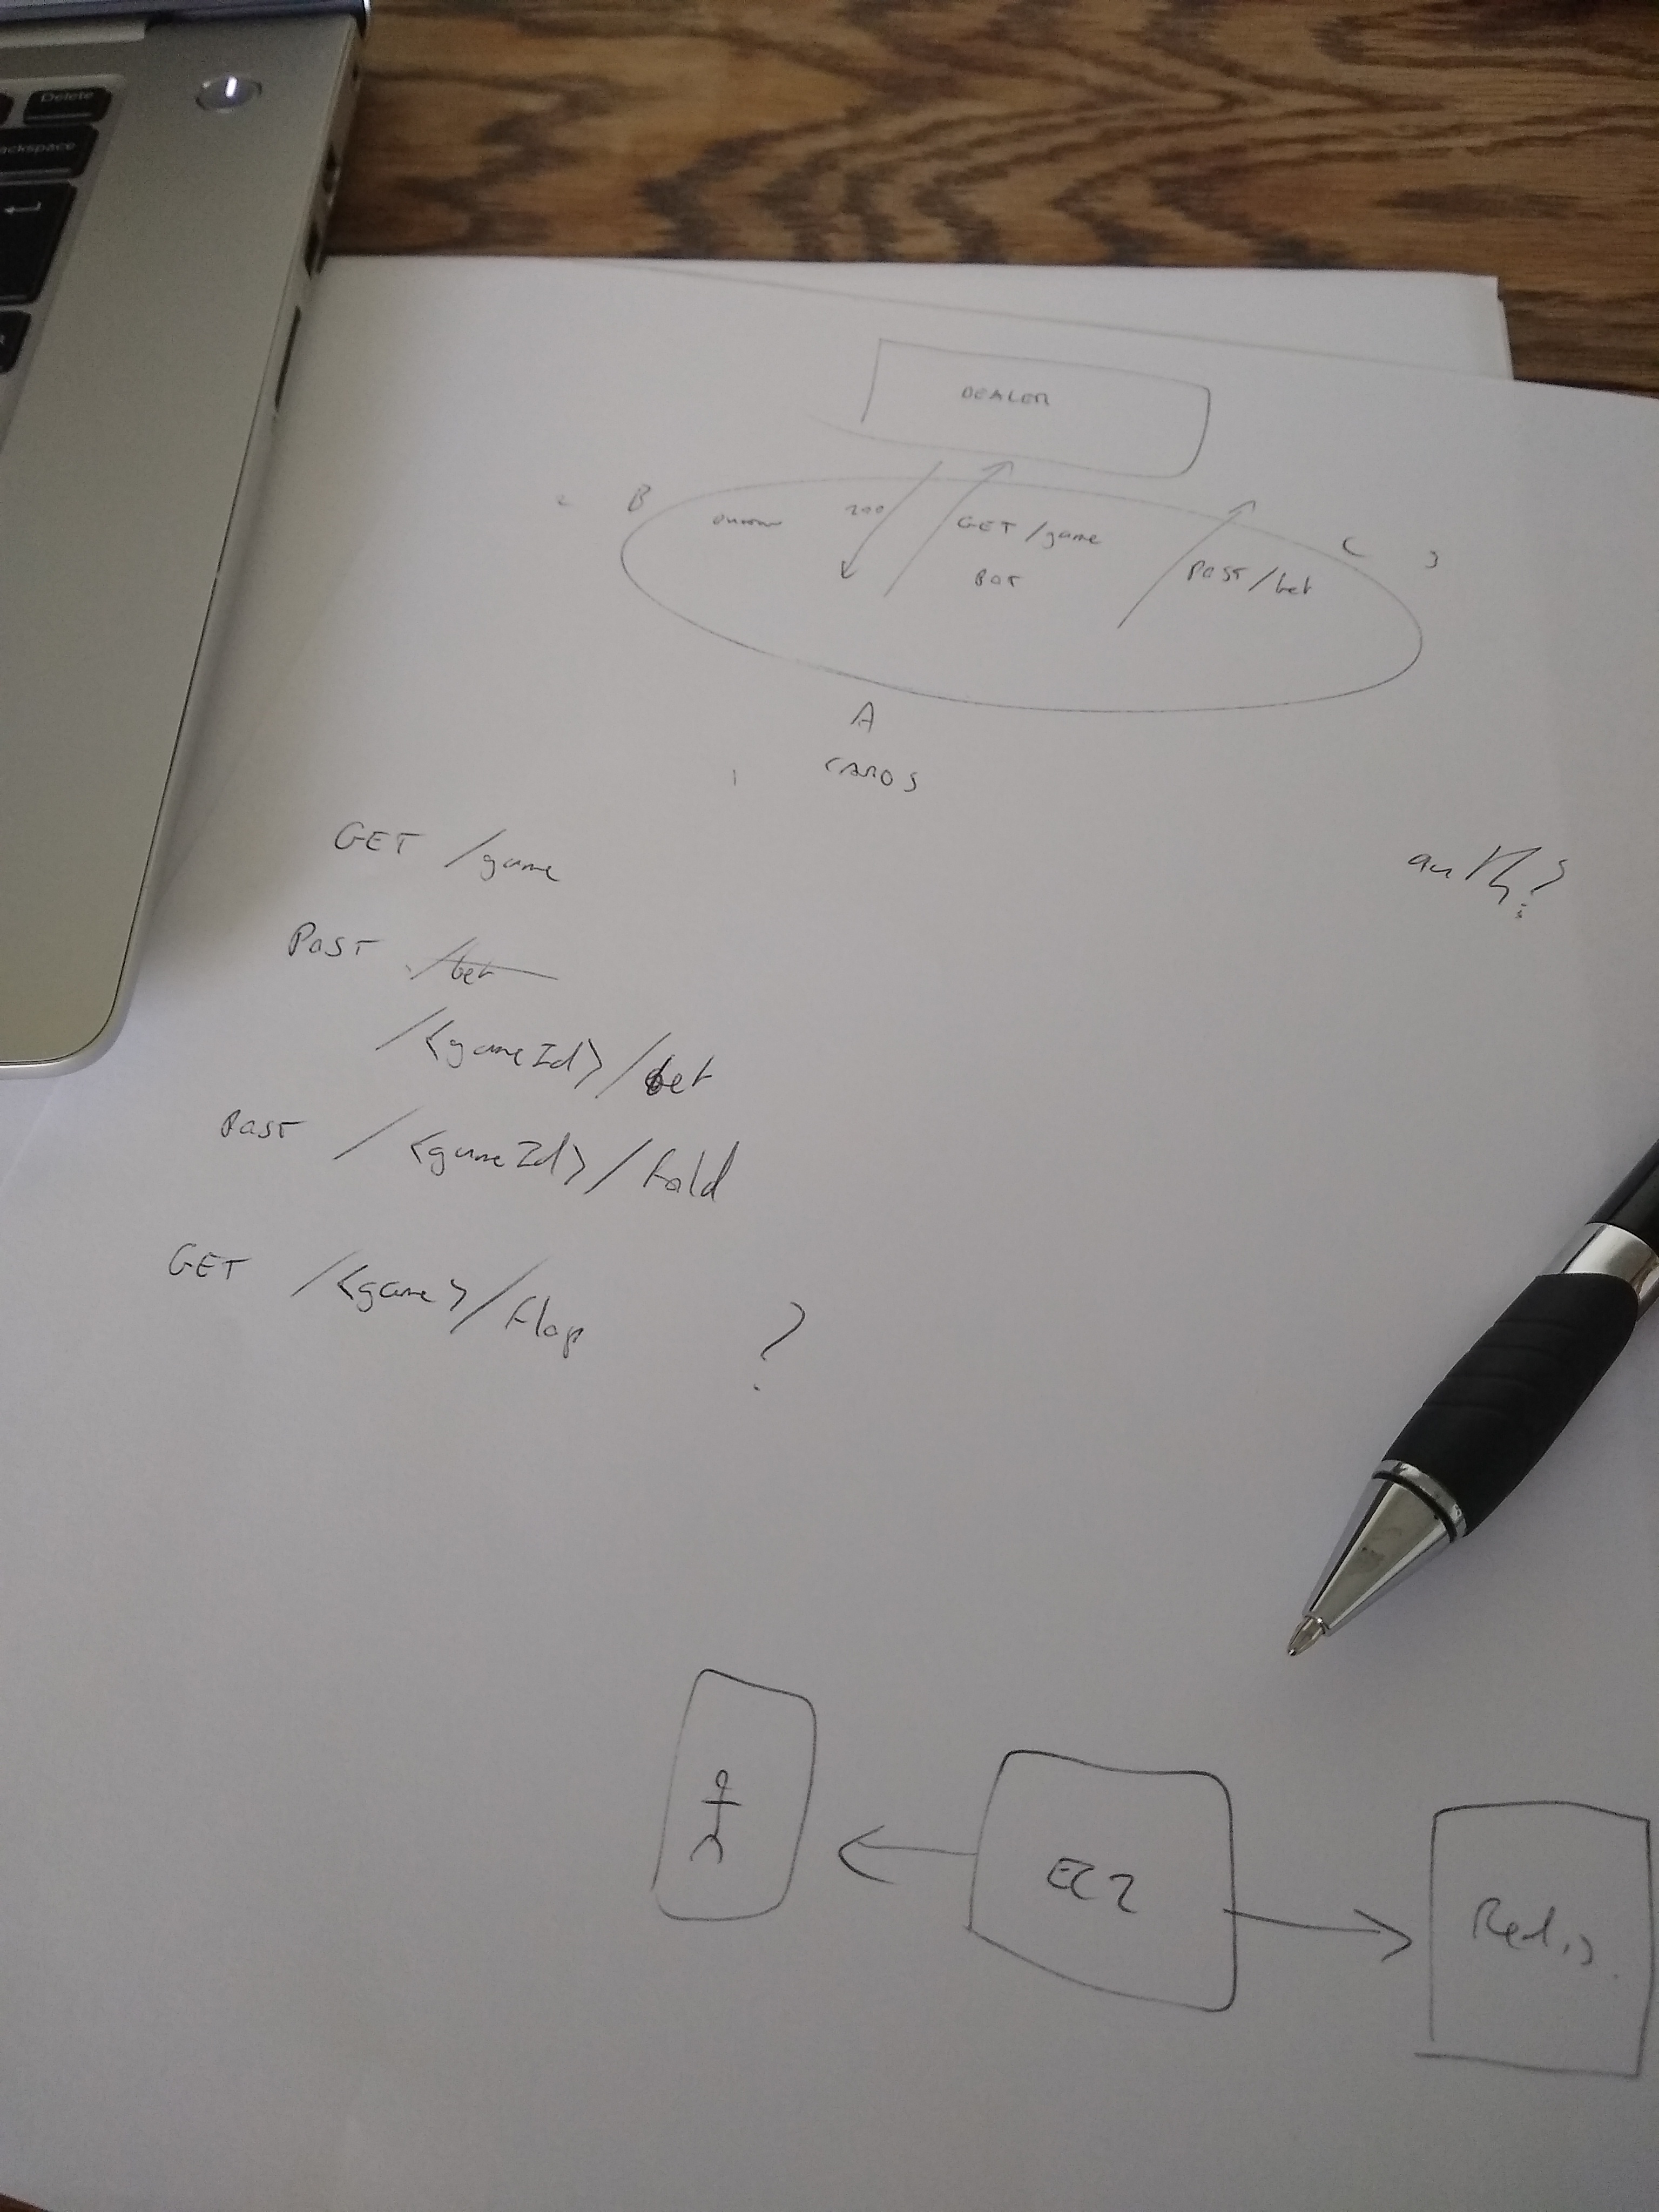 Delete
ackspace
DEALER
2 B 200 GET /game C 3
BOT POST /bet
A
1 CARDS
GET /game
auth?
POST /bet
/<gameId>/bet
POST /<gameId>/fold
GET /<game>/flop ?
EC2
Redis